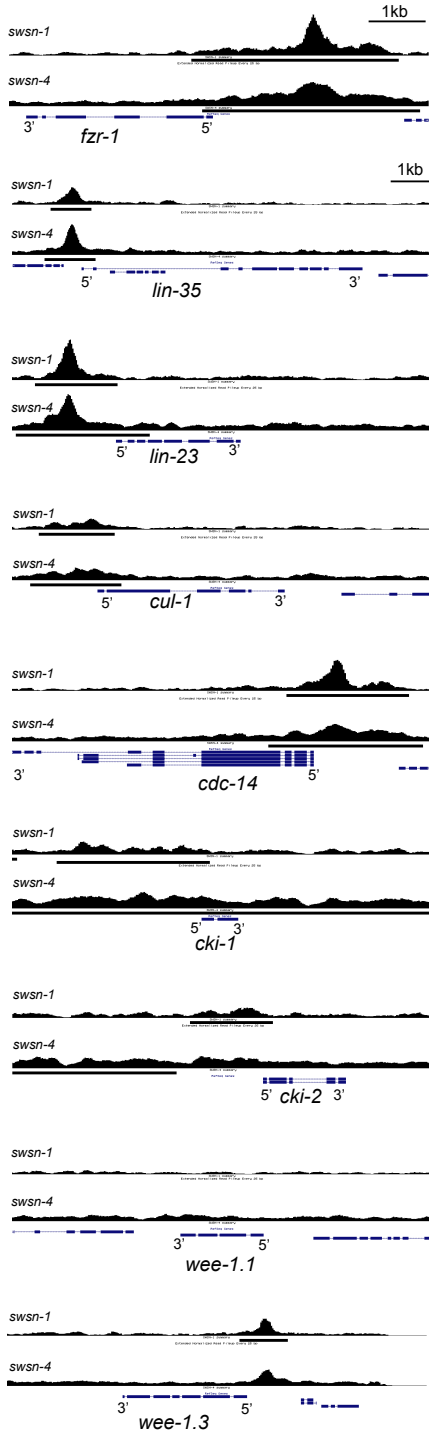 1kb
swsn-1
swsn-4
3' 5'
fzr-1
1kb
swsn-1
swsn-4
5' 3'
lin-35
swsn-1
swsn-4
5' 3'
lin-23
swsn-1
swsn-4
5' 3'
cul-1
swsn-1
swsn-4
3' 5'
cdc-14
swsn-1
swsn-4
5' 3'
cki-1
swsn-1
swsn-4
5' cki-2 3'
swsn-1
swsn-4
3' 5'
wee-1.1
swsn-1
swsn-4
3' 5'
wee-1.3